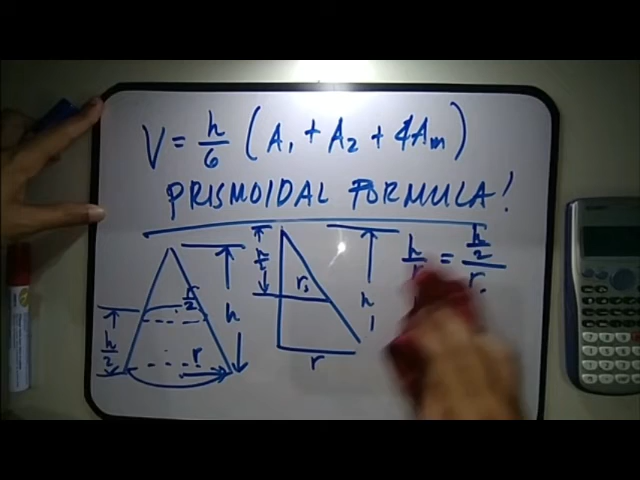 V = h/6 (A₁ + A₂ + 4Aₘ)
PRISMOIDAL FORMULA!
h/2 r/2 r h
h/2 r₁ h r
h/r = h/2 / r₁